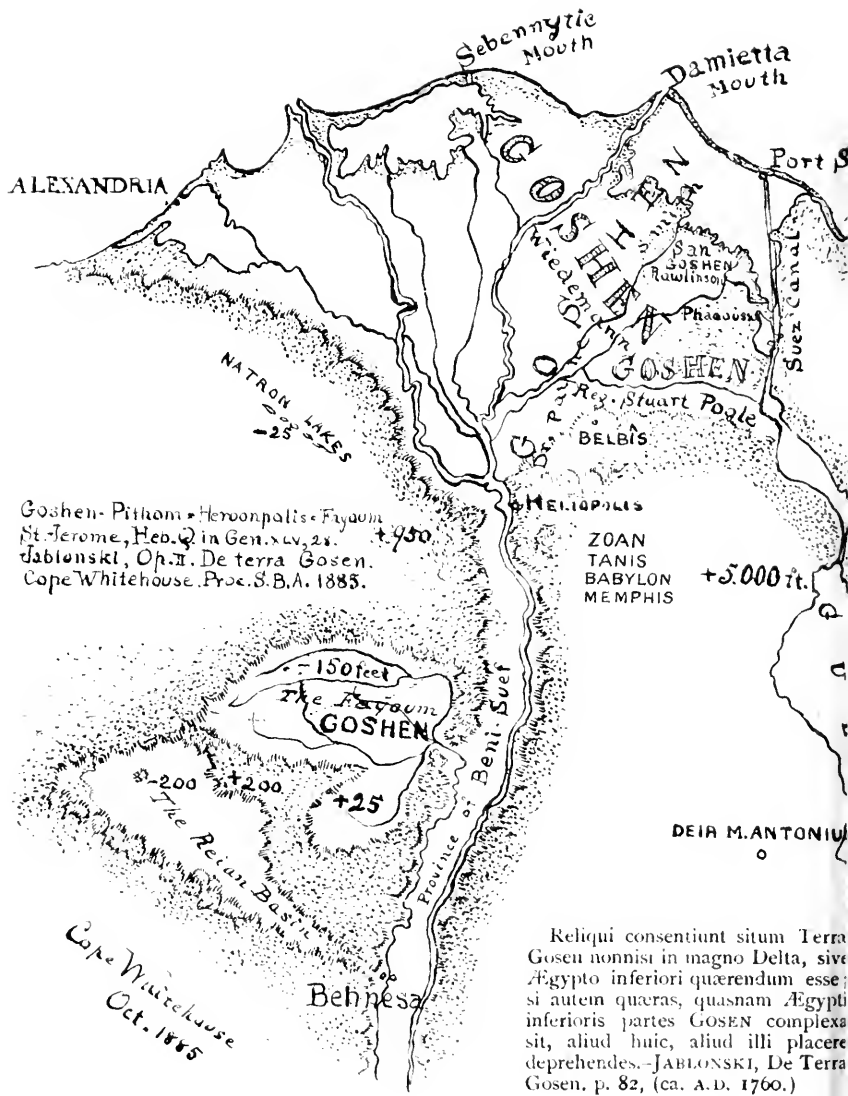 Sebennytic
Mouth
Damietta
Mouth
Port S
ALEXANDRIA
GOSHEN
GOSHEN
Wiedemann
Smith
San
GOSHEN
Rawlinson
Suez Canal
GOSHEN
Reg. Stuart Poole
BELBÎS
NATRON LAKES
-25
HELIOPOLIS
Goshen-Pithom = Heroonpolis = Fayoum
St. Jerome, Heb. Q. in Gen. XLV, 28.
+950
Jablonski, Op. II. De terra Gosen.
Cope Whitehouse. Proc. S.B.A. 1885.
ZOAN
TANIS
BABYLON
MEMPHIS
+5.000 ft.
-150 feet
The Fayoum
GOSHEN
-200
+200
+25
The Reian Basin
Province of Beni-Suef
DEIR M. ANTONIU
Cope Whitehouse
Oct. 1885
Behnesa
Reliqui consentiunt situm Terra
Gosen nonnisi in magno Delta, sive
Ægypto inferiori quærendum esse;
si autem quæras, quasnam Ægypti
inferioris partes GOSEN complexa
sit, aliud huic, aliud illi placere
deprehendes.-JABLONSKI, De Terra
Gosen, p. 82, (ca. A.D. 1760.)